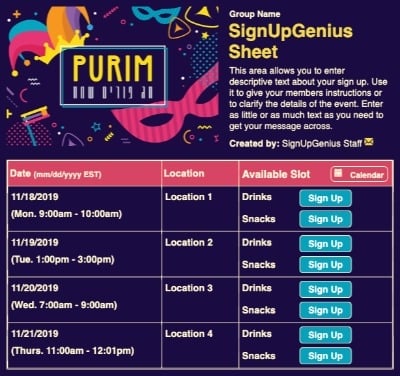 PURIM
חג פורים שמח
Group Name
SignUpGenius
Sheet
This area allows you to enter
descriptive text about your sign up. Use
it to give your members instructions or
to clarify the details of the event. Enter
as little or as much text as you need to
get your message across.
Created by: SignUpGenius Staff
Date (mm/dd/yyyy EST) Location Available Slot Calendar
11/18/2019 Location 1 Drinks Sign Up
(Mon. 9:00am - 10:00am) Snacks Sign Up
11/19/2019 Location 2 Drinks Sign Up
(Tue. 1:00pm - 3:00pm) Snacks Sign Up
11/20/2019 Location 3 Drinks Sign Up
(Wed. 7:00am - 9:00am) Snacks Sign Up
11/21/2019 Location 4 Drinks Sign Up
(Thurs. 11:00am - 12:01pm) Snacks Sign Up